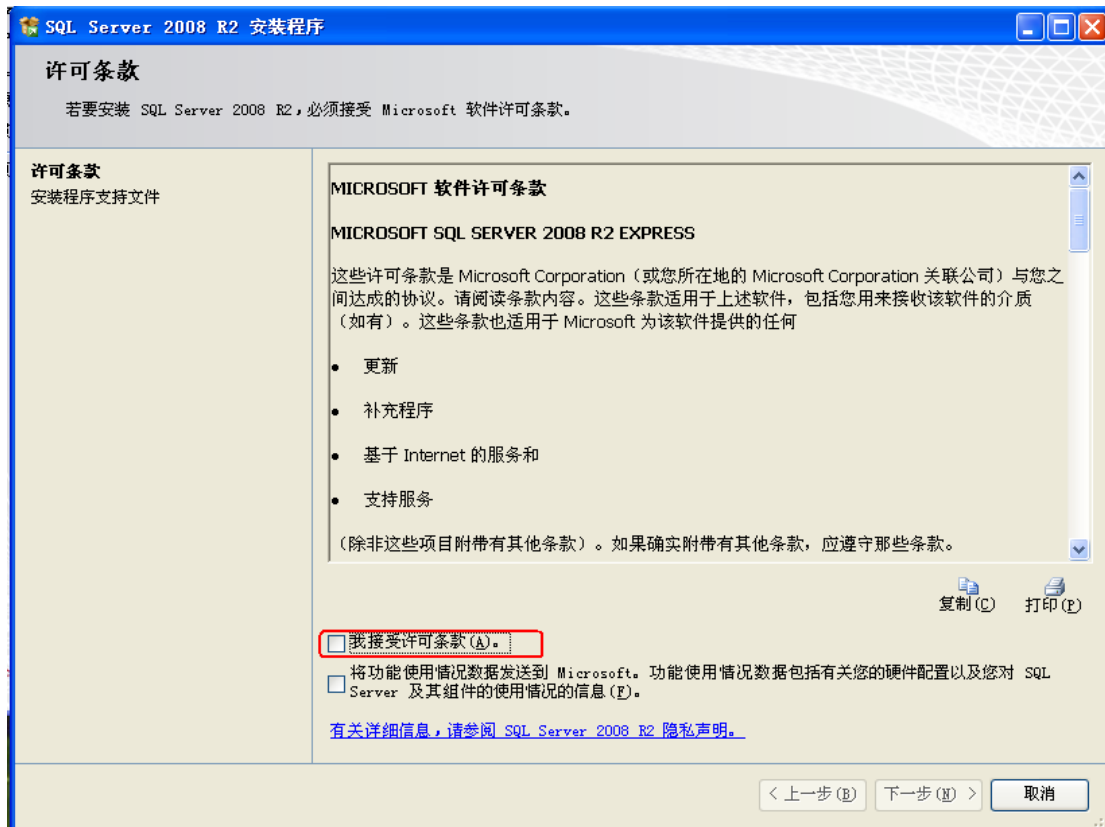 SQL Server 2008 R2 安装程序
许可条款
若要安装 SQL Server 2008 R2，必须接受 Microsoft 软件许可条款。
许可条款
安装程序支持文件
MICROSOFT 软件许可条款
MICROSOFT SQL SERVER 2008 R2 EXPRESS
这些许可条款是 Microsoft Corporation（或您所在地的 Microsoft Corporation 关联公司）与您之
间达成的协议。请阅读条款内容。这些条款适用于上述软件，包括您用来接收该软件的介质
（如有）。这些条款也适用于 Microsoft 为该软件提供的任何
● 更新
● 补充程序
● 基于 Internet 的服务和
● 支持服务
（除非这些项目附带有其他条款）。如果确实附带有其他条款，应遵守那些条款。
复制(C) 打印(P)
我接受许可条款(A)。
将功能使用情况数据发送到 Microsoft。功能使用情况数据包括有关您的硬件配置以及您对 SQL
Server 及其组件的使用情况的信息(F)。
有关详细信息，请参阅 SQL Server 2008 R2 隐私声明。
< 上一步(B) 下一步(N) > 取消